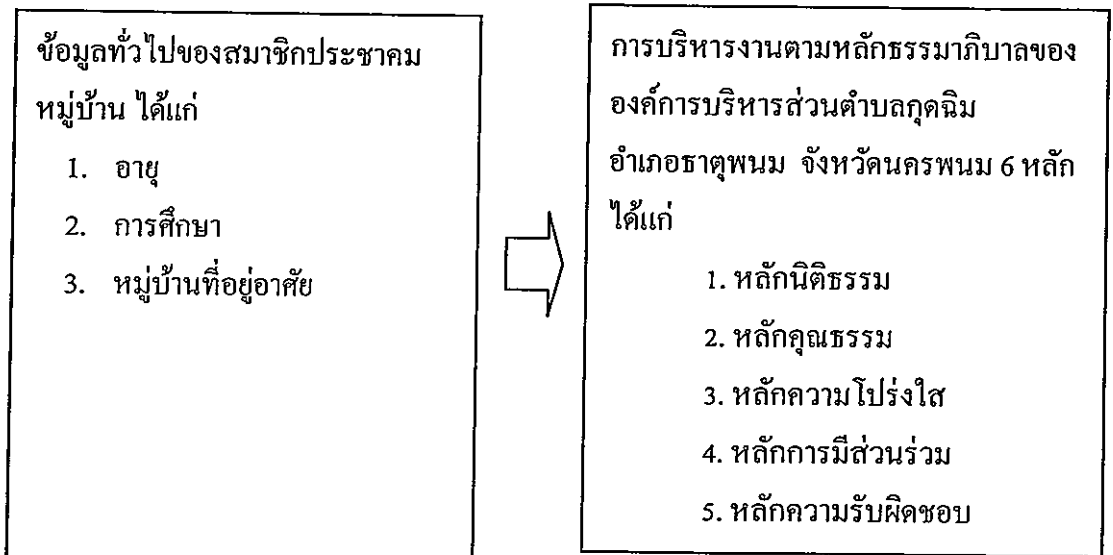 ข้อมูลทั่วไปของสมาชิกประชาคม
หมู่บ้าน ได้แก่
1. อายุ
2. การศึกษา
3. หมู่บ้านที่อยู่อาศัย
การบริหารงานตามหลักธรรมาภิบาลของ
องค์การบริหารส่วนตำบลกุดฉิม
อำเภอธาตุพนม จังหวัดนครพนม 6 หลัก
ได้แก่
1. หลักนิติธรรม
2. หลักคุณธรรม
3. หลักความโปร่งใส
4. หลักการมีส่วนร่วม
5. หลักความรับผิดชอบ